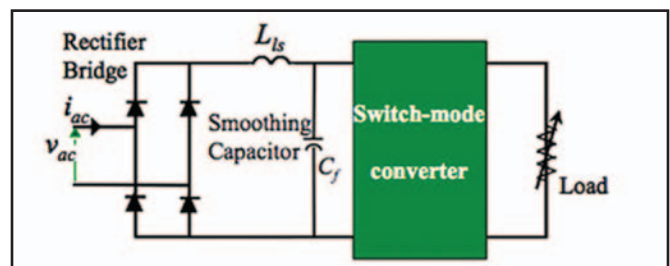 Rectifier
Bridge
L_ls
i_ac
v_ac
Smoothing
Capacitor
C_f
Switch-mode
converter
Load